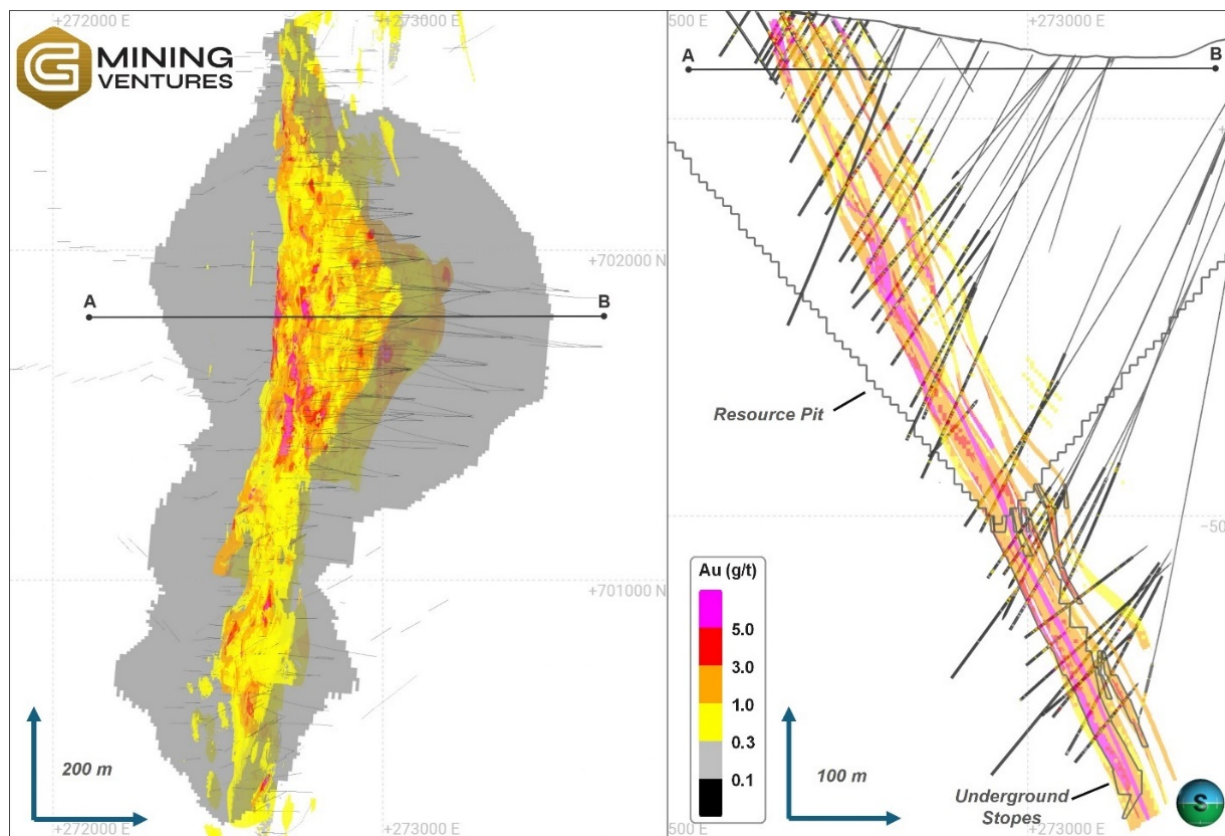 +272000 E
+273000 E
G
MINING
VENTURES
+702000 N
A
B
+701000 N
200 m
+272000 E
+273000 E
500 E
+273000 E
A
B
Resource Pit
-50
Au (g/t)
5.0
3.0
1.0
0.3
0.1
100 m
Underground
Stopes
500 E
+273000 E
S